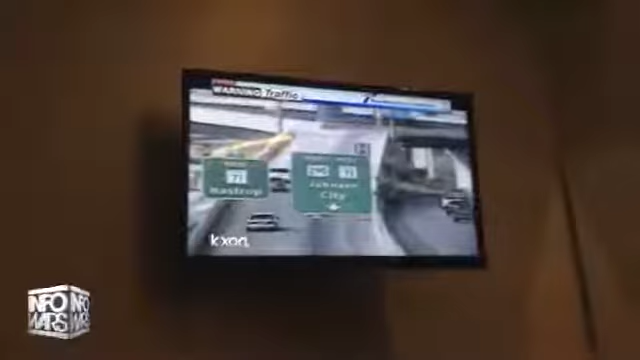 WARNING Traffic
71
Bastrop
290 71
Johnson
City
kxan
INFO
WARS